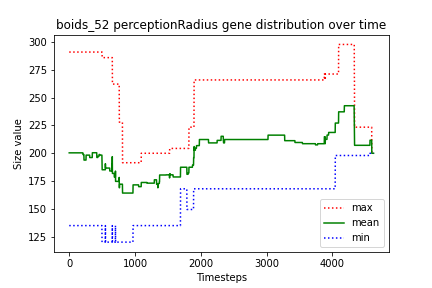 boids_52 perceptionRadius gene distribution over time
300
275
250
225
200
175
150
125
Size value
0
1000
2000
3000
4000
Timesteps
max
mean
min